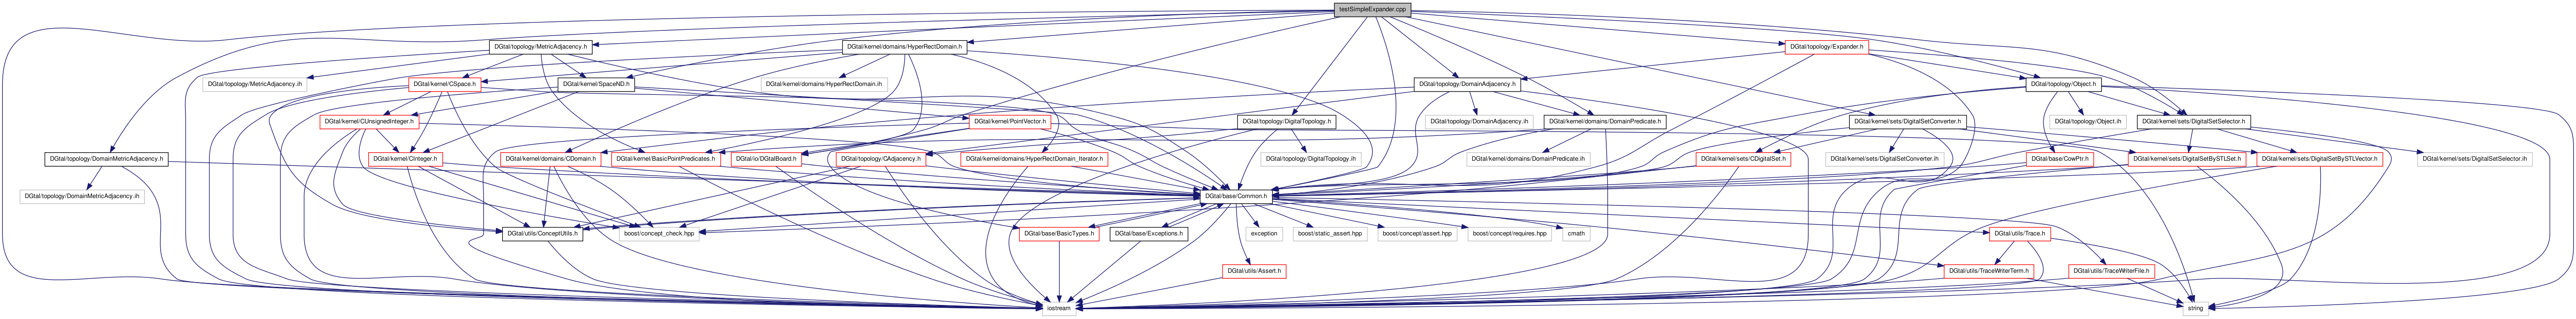 testSimpleExpander.cpp
DGtal/topology/MetricAdjacency.h
DGtal/kernel/domains/HyperRectDomain.h
DGtal/topology/Expander.h
DGtal/topology/MetricAdjacency.ih
DGtal/kernel/CSpace.h
DGtal/kernel/SpaceND.h
DGtal/kernel/domains/HyperRectDomain.ih
DGtal/topology/DomainAdjacency.h
DGtal/topology/Object.h
DGtal/kernel/CUnsignedInteger.h
DGtal/kernel/PointVector.h
DGtal/topology/DigitalTopology.h
DGtal/topology/DomainAdjacency.ih
DGtal/kernel/domains/DomainPredicate.h
DGtal/kernel/sets/DigitalSetConverter.h
DGtal/topology/Object.ih
DGtal/kernel/sets/DigitalSetSelector.h
DGtal/topology/DomainMetricAdjacency.h
DGtal/kernel/CInteger.h
DGtal/kernel/domains/CDomain.h
DGtal/kernel/BasicPointPredicates.h
DGtal/io/DGtalBoard.h
DGtal/topology/CAdjacency.h
DGtal/kernel/domains/HyperRectDomain_Iterator.h
DGtal/topology/DigitalTopology.ih
DGtal/kernel/domains/DomainPredicate.ih
DGtal/kernel/sets/CDigitalSet.h
DGtal/kernel/sets/DigitalSetConverter.ih
DGtal/base/CowPtr.h
DGtal/kernel/sets/DigitalSetBySTLSet.h
DGtal/kernel/sets/DigitalSetBySTLVector.h
DGtal/kernel/sets/DigitalSetSelector.ih
DGtal/topology/DomainMetricAdjacency.ih
DGtal/base/Common.h
DGtal/utils/ConceptUtils.h
boost/concept_check.hpp
DGtal/base/BasicTypes.h
DGtal/base/Exceptions.h
exception
boost/static_assert.hpp
boost/concept/assert.hpp
boost/concept/requires.hpp
cmath
DGtal/utils/Trace.h
DGtal/utils/Assert.h
DGtal/utils/TraceWriterTerm.h
DGtal/utils/TraceWriterFile.h
iostream
string